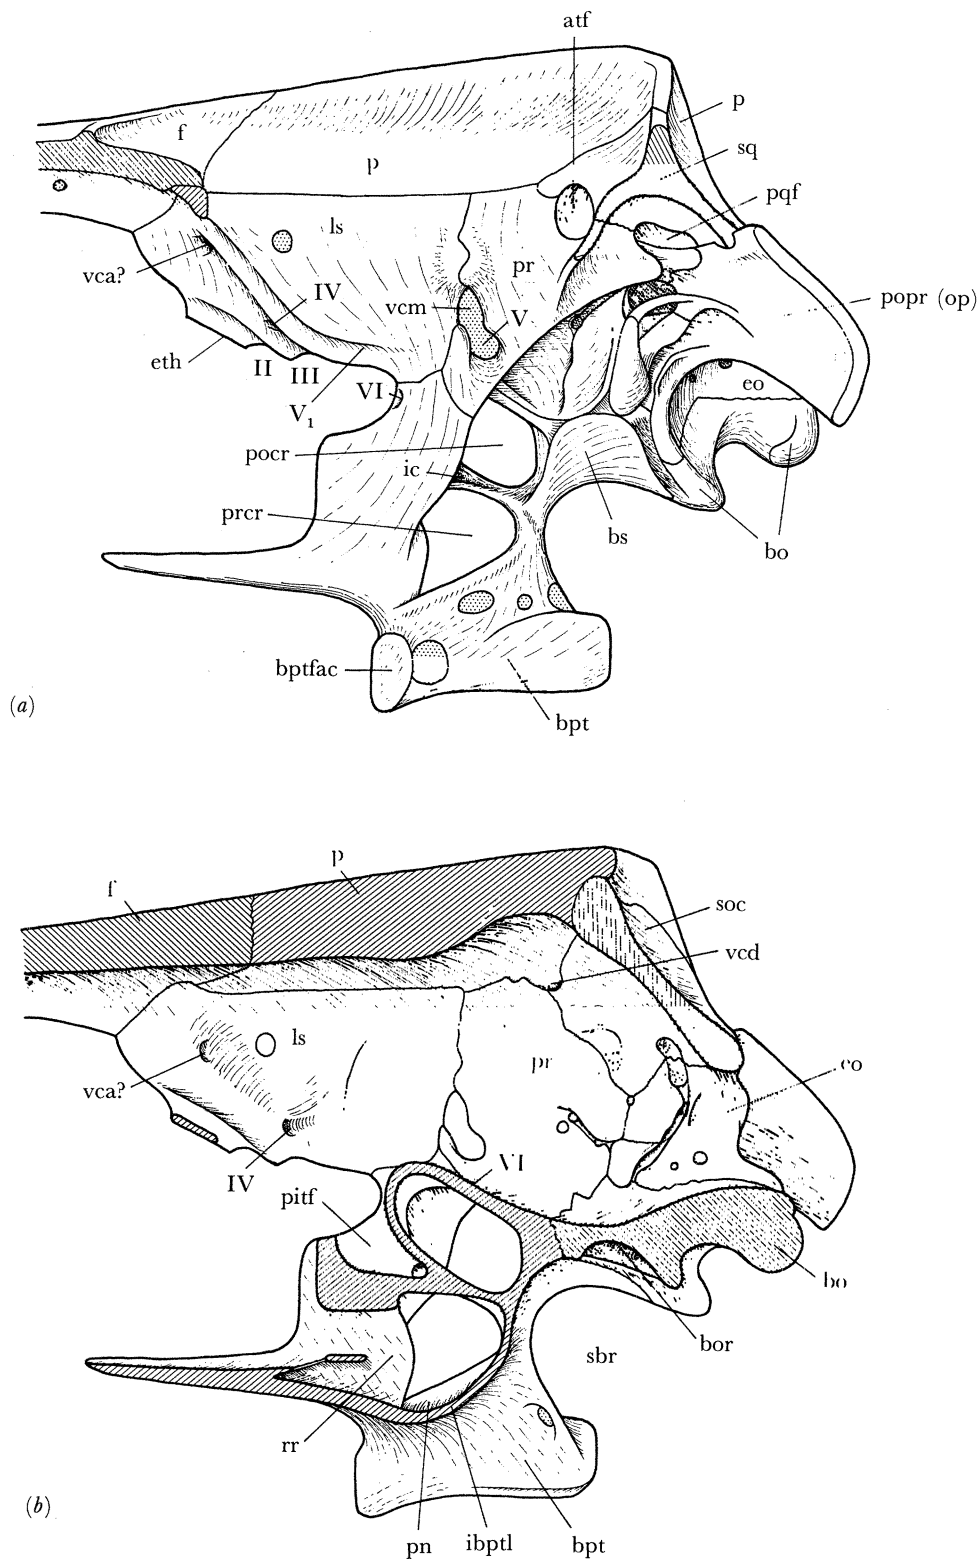 atf
p
f
sq
p
pqf
ls
pr
vca?
IV
vcm
V
popr (op)
eth
II
III
VI
eo
V₁
pocr
ic
prcr
bs
bo
bptfac
(a)
bpt
p
f
soc
vcd
ls
pr
eo
vca?
VI
IV
pitf
bo
bor
sbr
rr
(b)
pn
ibptl
bpt